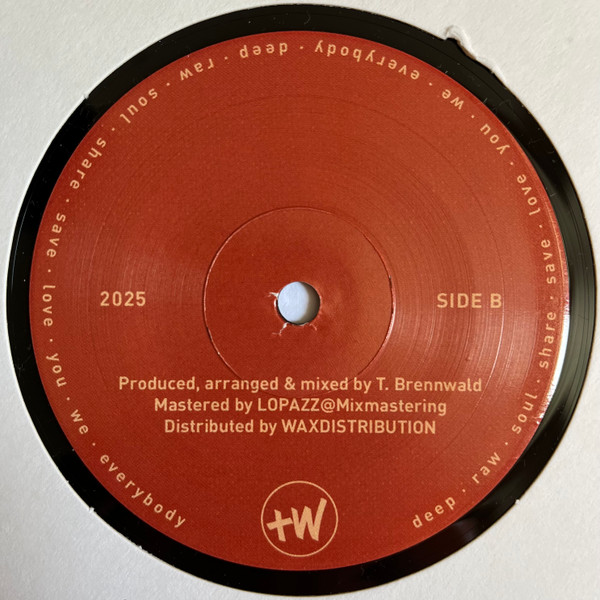 deep · raw · soul · share · save · love · you · we · everybody · deep · raw · soul · share · save · love · you · we · everybody
2025
SIDE B
Produced, arranged & mixed by T. Brennwald
Mastered by LOPAZZ@Mixmastering
Distributed by WAXDISTRIBUTION
+W